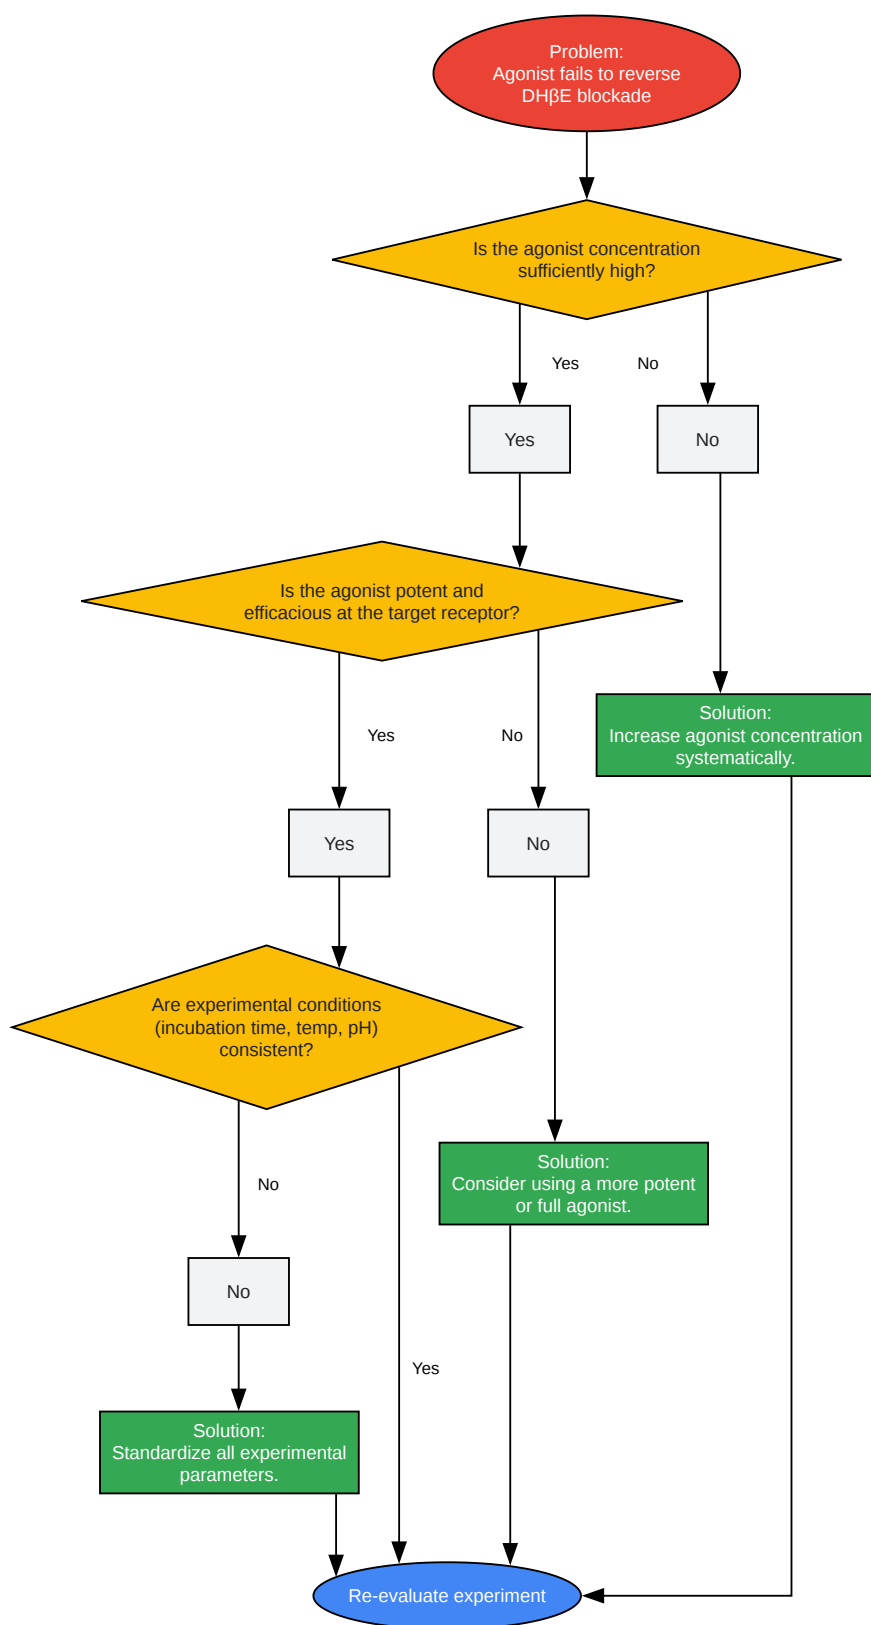 Problem:
Agonist fails to reverse
DHβE blockade
Is the agonist concentration
sufficiently high?
Yes
No
Yes
No
Is the agonist potent and
efficacious at the target receptor?
Solution:
Increase agonist concentration
systematically.
Yes
No
Yes
No
Are experimental conditions
(incubation time, temp, pH)
consistent?
Solution:
Consider using a more potent
or full agonist.
No
No
Yes
Solution:
Standardize all experimental
parameters.
Re-evaluate experiment